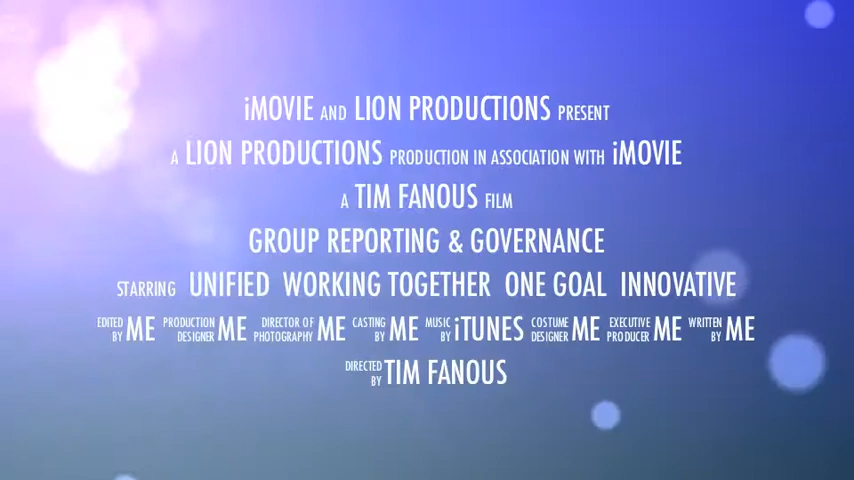 iMOVIE AND LION PRODUCTIONS PRESENT
A LION PRODUCTIONS PRODUCTION IN ASSOCIATION WITH iMOVIE
A TIM FANOUS FILM
GROUP REPORTING & GOVERNANCE
STARRING UNIFIED WORKING TOGETHER ONE GOAL INNOVATIVE
EDITED BY ME PRODUCTION DESIGNER ME DIRECTOR OF PHOTOGRAPHY ME CASTING BY ME MUSIC BY iTUNES COSTUME DESIGNER ME EXECUTIVE PRODUCER ME WRITTEN BY ME
DIRECTED BY TIM FANOUS